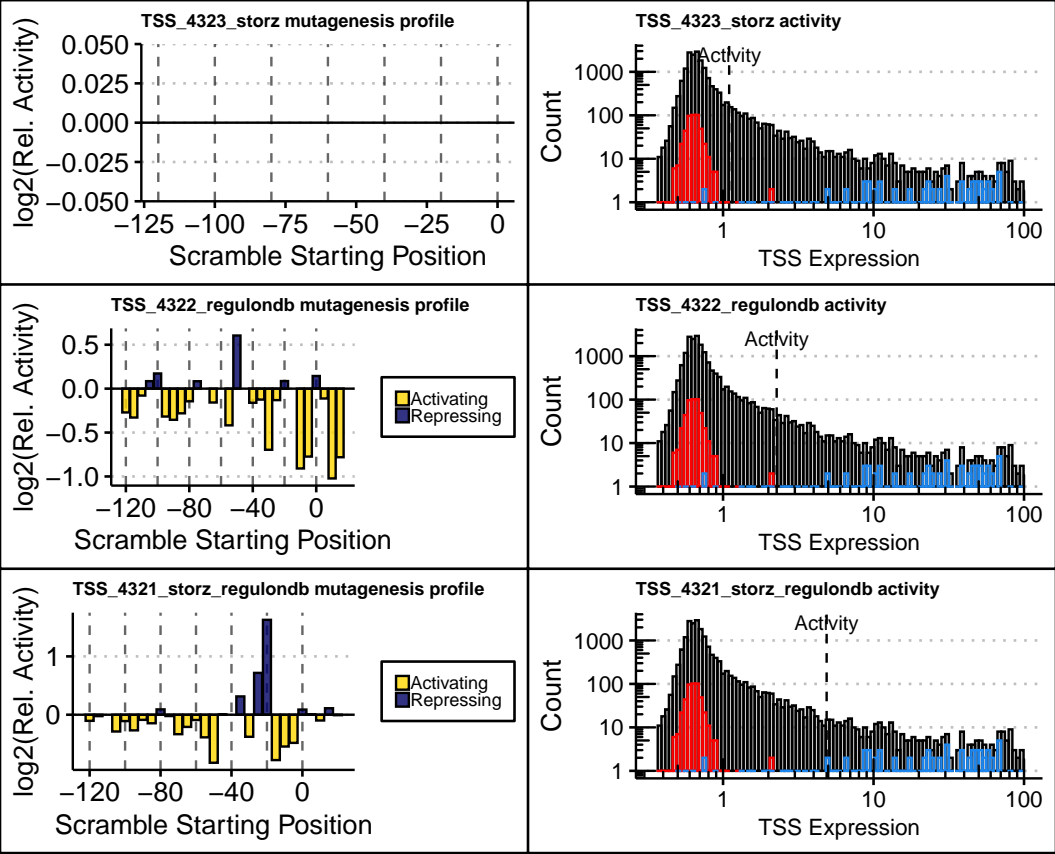 TSS_4323_storz mutagenesis profile
log2(Rel. Activity)
0.050
0.025
0.000
−0.025
−0.050
−125 −100 −75 −50 −25 0
Scramble Starting Position
TSS_4323_storz activity
Activity
Count
1000
100
10
1
1 10 100
TSS Expression
TSS_4322_regulondb mutagenesis profile
log2(Rel. Activity)
0.5
0.0
−0.5
−1.0
−120 −80 −40 0
Scramble Starting Position
Activating
Repressing
TSS_4322_regulondb activity
Activity
Count
1000
100
10
1
1 10 100
TSS Expression
TSS_4321_storz_regulondb mutagenesis profile
log2(Rel. Activity)
1
0
−120 −80 −40 0
Scramble Starting Position
Activating
Repressing
TSS_4321_storz_regulondb activity
Activity
Count
1000
100
10
1
1 10 100
TSS Expression